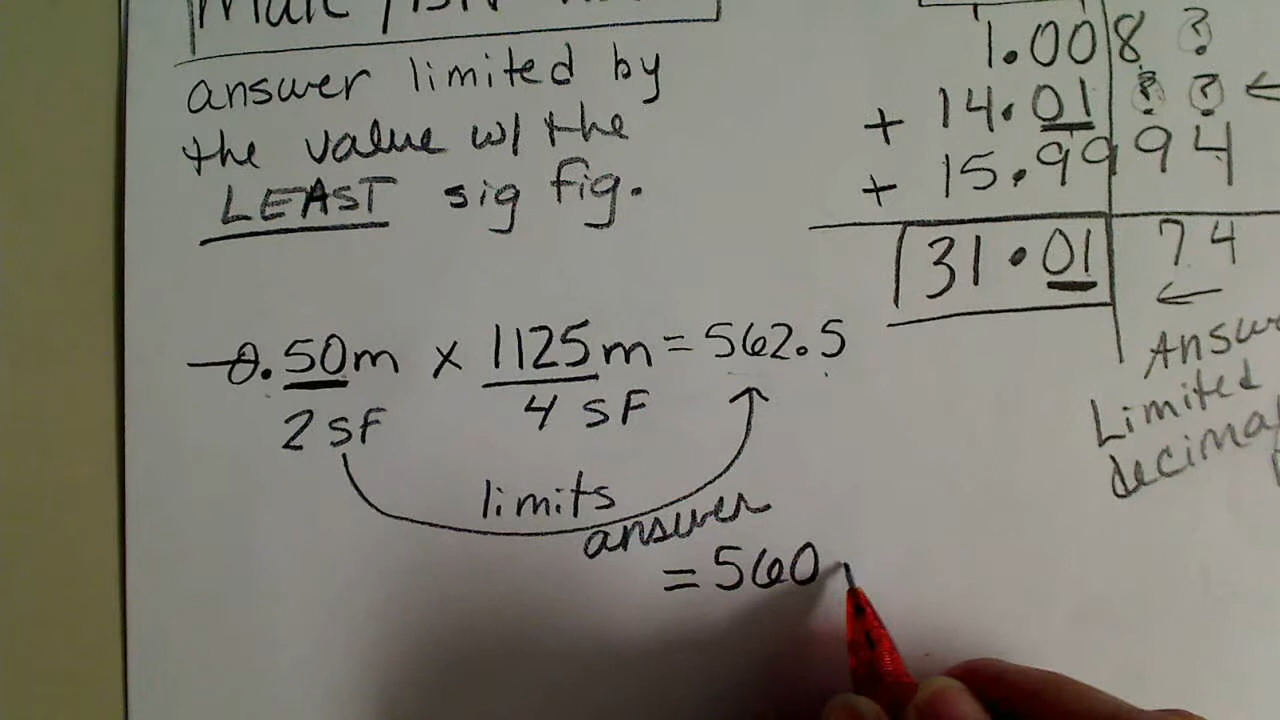 answer limited by
the value w/ the
LEAST sig fig.
0.50m x 1125m = 562.5
2 SF 4 SF
limits
answer
= 560
1.008 ?
+ 14.01 ? ?
+ 15.9994
31.01 74
Limited